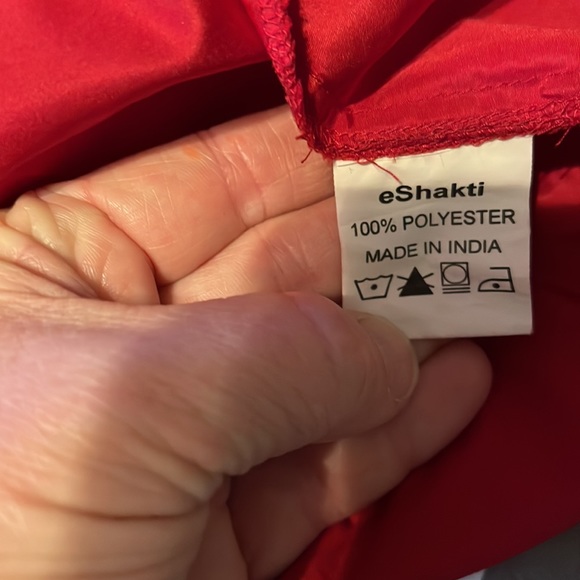 eShakti
100% POLYESTER
MADE IN INDIA